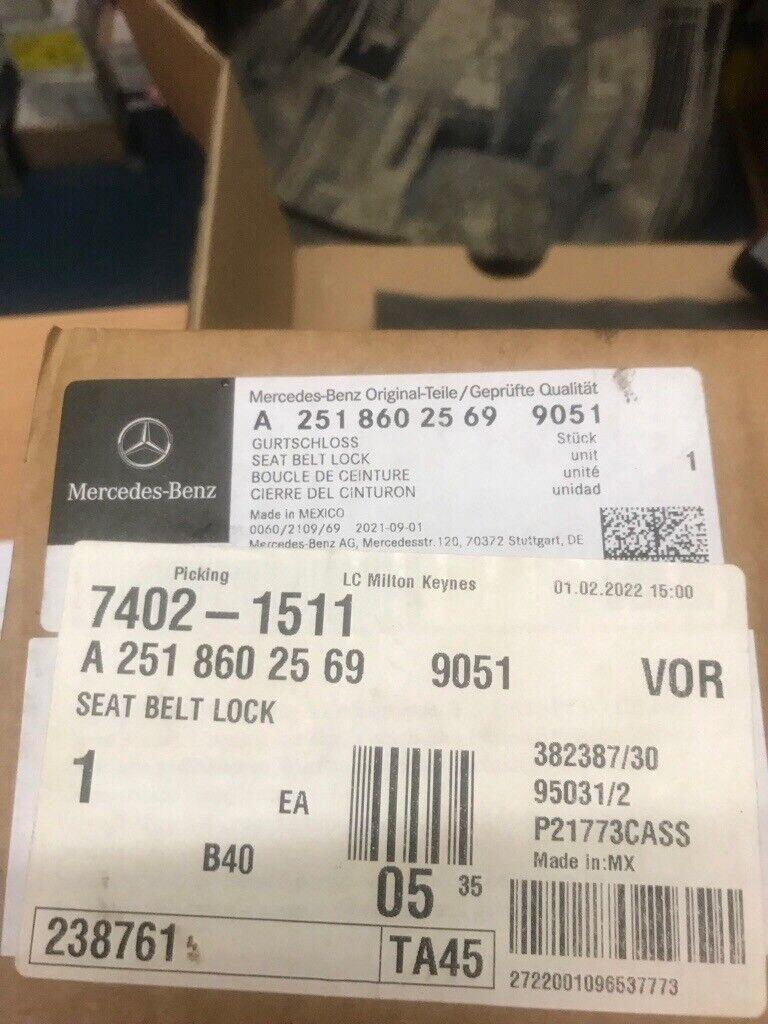 Mercedes-Benz
Mercedes-Benz Original-Teile/Geprüfte Qualität
A 251 860 25 69 9051
GURTSCHLOSS Stück
SEAT BELT LOCK unit 1
BOUCLE DE CEINTURE unité
CIERRE DEL CINTURON unidad
Made in MEXICO
0060/2109/69 2021-09-01
Mercedes-Benz AG, Mercedesstr.120, 70372 Stuttgart, DE
Picking LC Milton Keynes 01.02.2022 15:00
7402-1511
A 251 860 25 69 9051 VOR
SEAT BELT LOCK
1 EA 382387/30
95031/2
P21773CASS
B40 Made in:MX
05 35
238761 TA45
2722001096537773